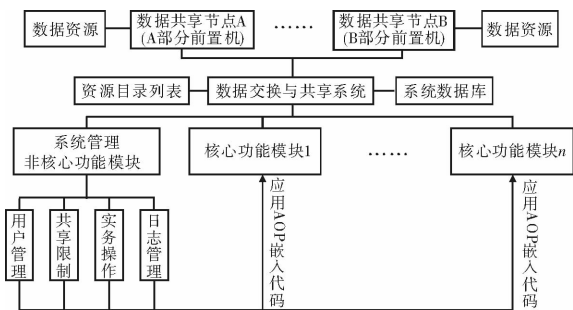 数据资源
数据共享节点A
(A部分前置机)
……
数据共享节点B
(B部分前置机)
数据资源
资源目录列表
数据交换与共享系统
系统数据库
系统管理
非核心功能模块
核心功能模块1
……
核心功能模块n
用户管理
共享限制
实务操作
日志管理
应用AOP嵌入代码
应用AOP嵌入代码